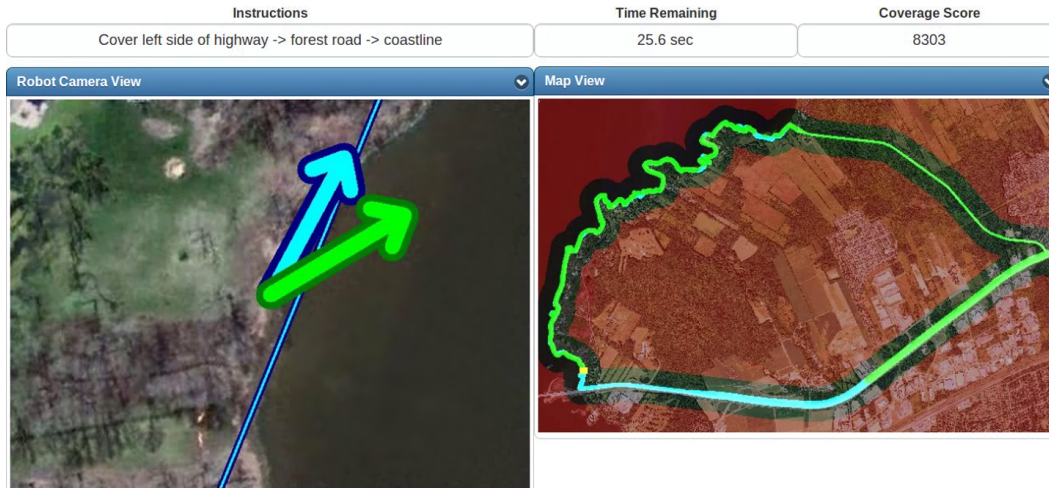 Instructions
Time Remaining
Coverage Score
Cover left side of highway -> forest road -> coastline
25.6 sec
8303
Robot Camera View
Map View